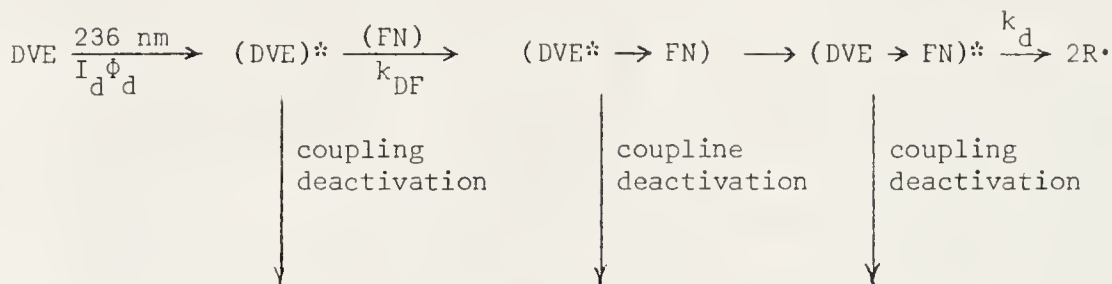 DVE 236 nm I_dΦ_d (DVE)* (FN) k_DF (DVE* → FN) → (DVE → FN)* k_d → 2R·
coupling coupline coupling
deactivation deactivation deactivation